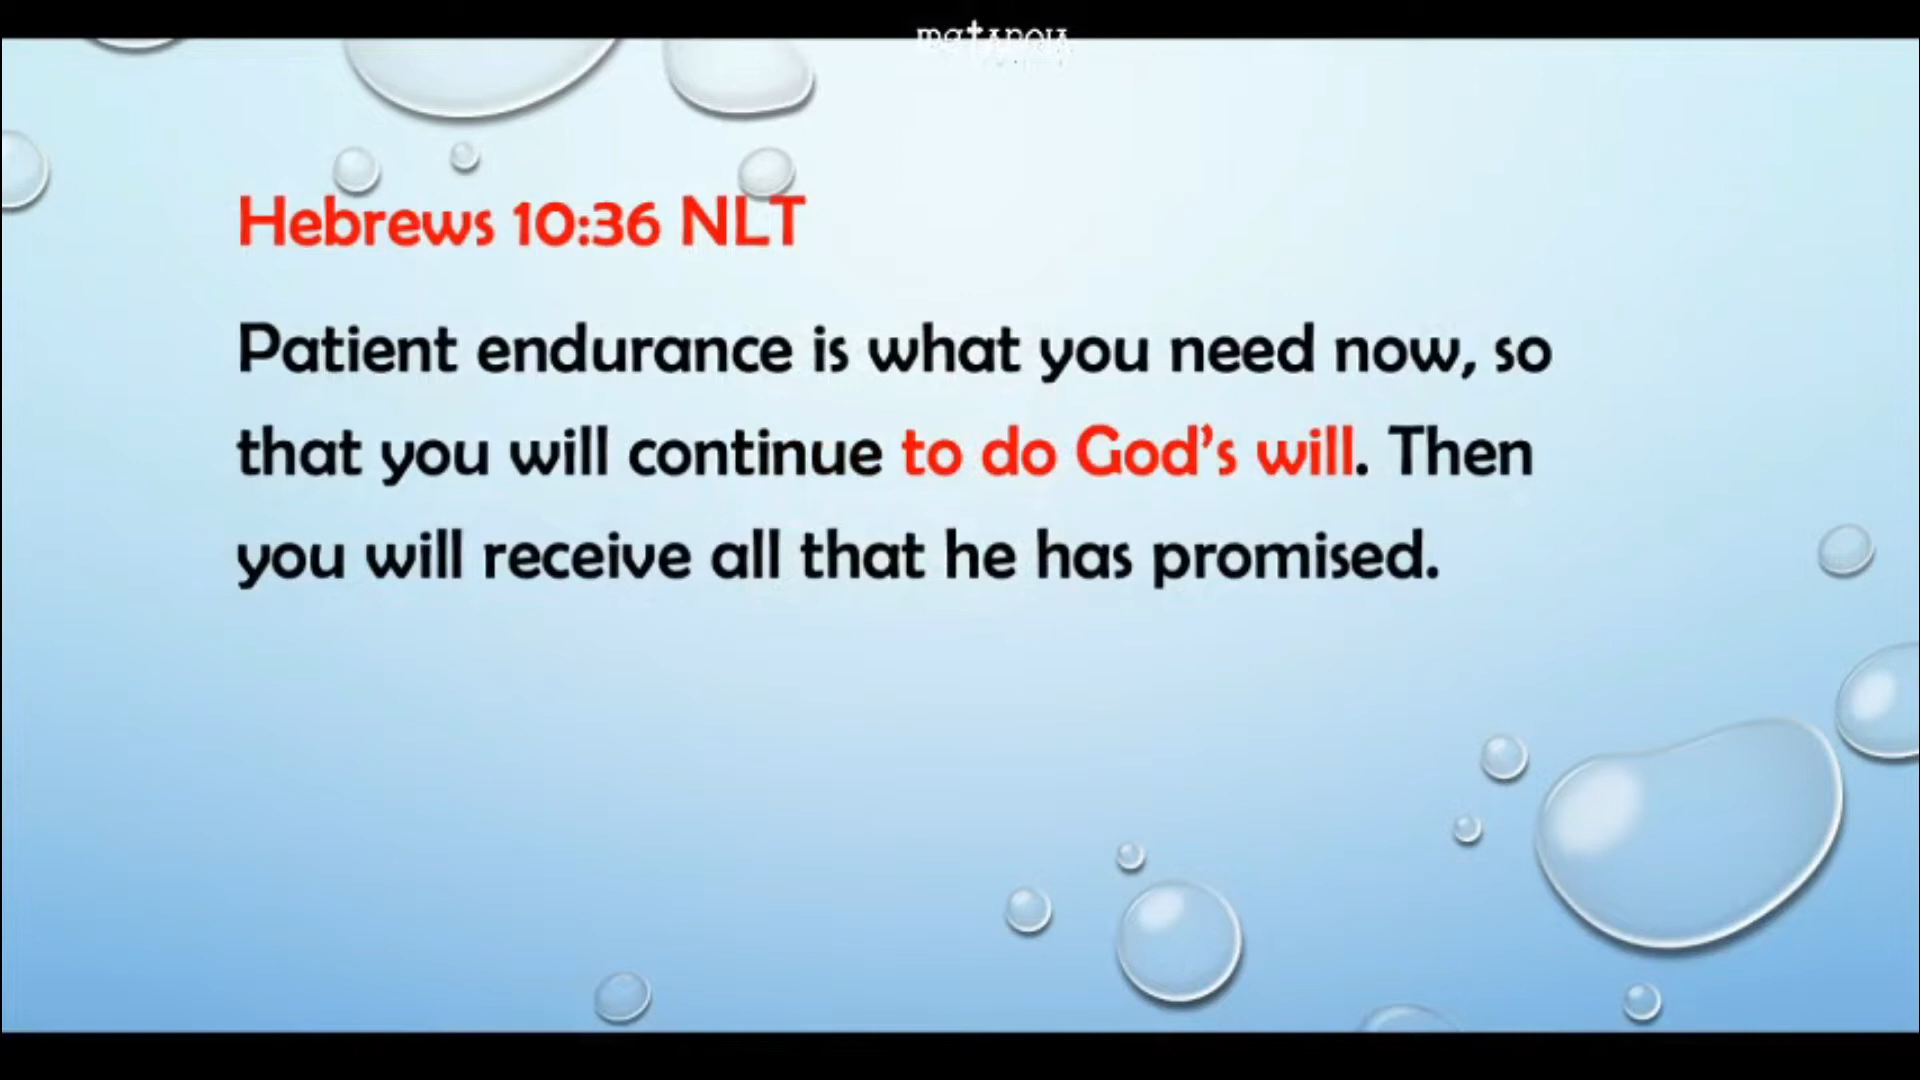 metanoia
Hebrews 10:36 NLT
Patient endurance is what you need now, so
that you will continue to do God's will. Then
you will receive all that he has promised.